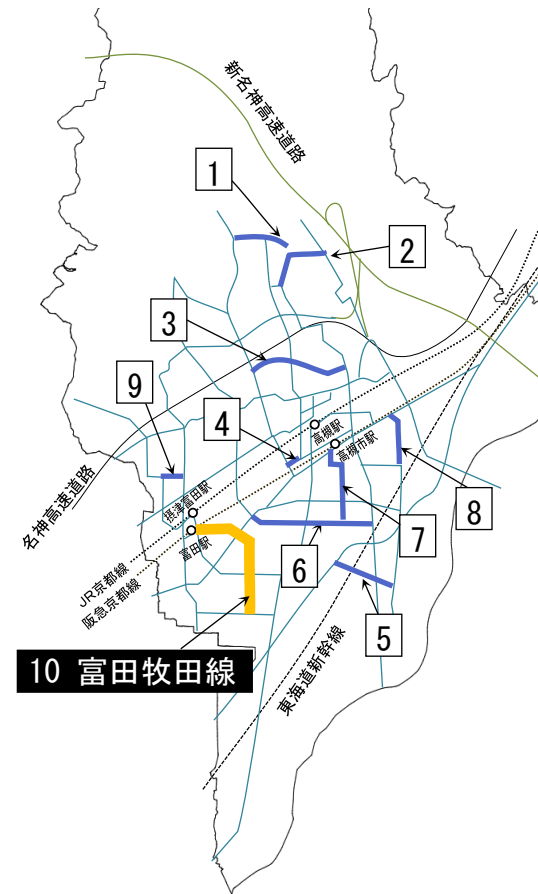 新名神高速道路
1
2
3
9
4
高槻駅
高槻市駅
8
摂津富田駅
7
名神高速道路
富田駅
6
JR京都線
阪急京都線
5
10 富田牧田線
東海道新幹線